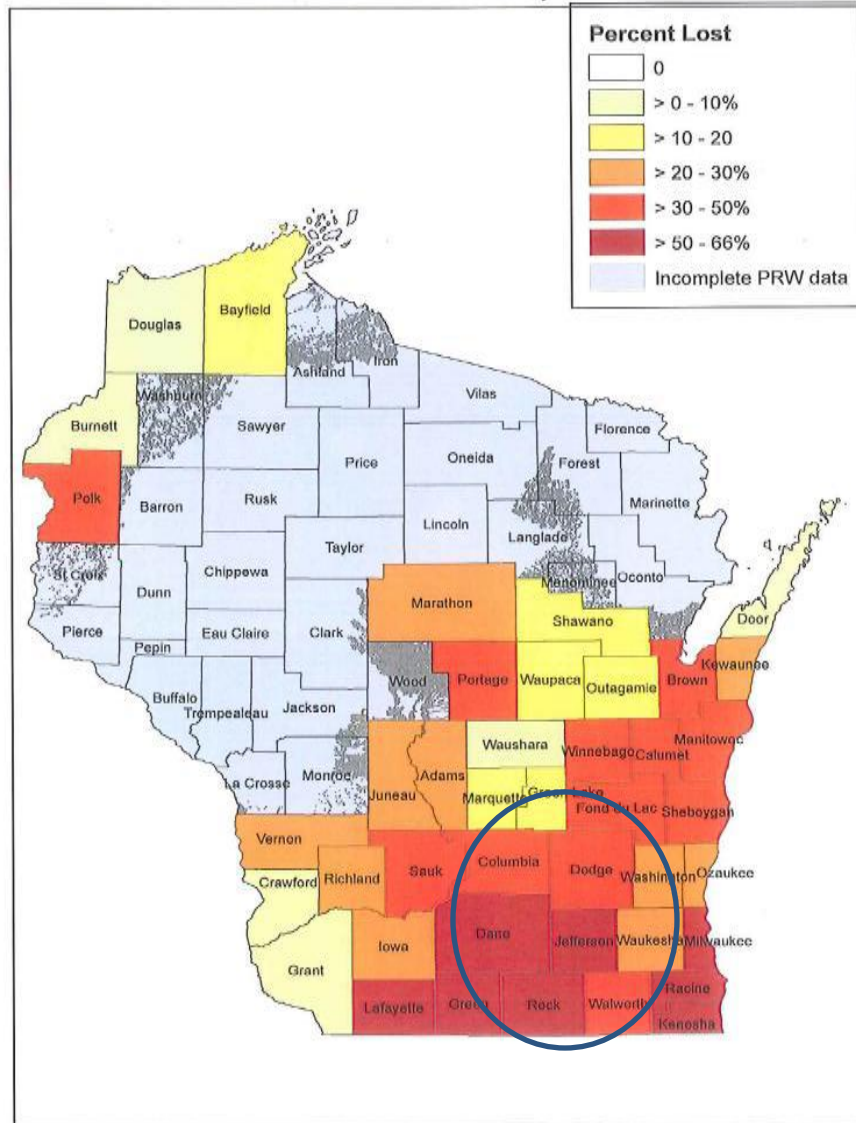 Percent Lost
0
> 0 - 10%
> 10 - 20
> 20 - 30%
> 30 - 50%
> 50 - 66%
Incomplete PRW data
Douglas
Bayfield
Ashland
Iron
Vilas
Washburn
Burnett
Sawyer
Florence
Oneida
Forest
Price
Marinette
Polk
Barron
Rusk
Lincoln
Langlade
Taylor
St Croix
Chippewa
Menominee
Oconto
Dunn
Marathon
Shawano
Door
Pierce
Eau Claire
Clark
Pepin
Kewaunee
Wood
Portage
Waupaca
Outagamie
Brown
Buffalo
Trempealeau
Jackson
Waushara
Winnebago
Calumet
Manitowoc
La Crosse
Monroe
Juneau
Adams
Marquette
Green Lake
Fond du Lac
Sheboygan
Vernon
Richland
Sauk
Columbia
Dodge
Washington
Ozaukee
Crawford
Iowa
Dane
Jefferson
Waukesha
Milwaukee
Grant
Lafayette
Green
Rock
Walworth
Racine
Kenosha